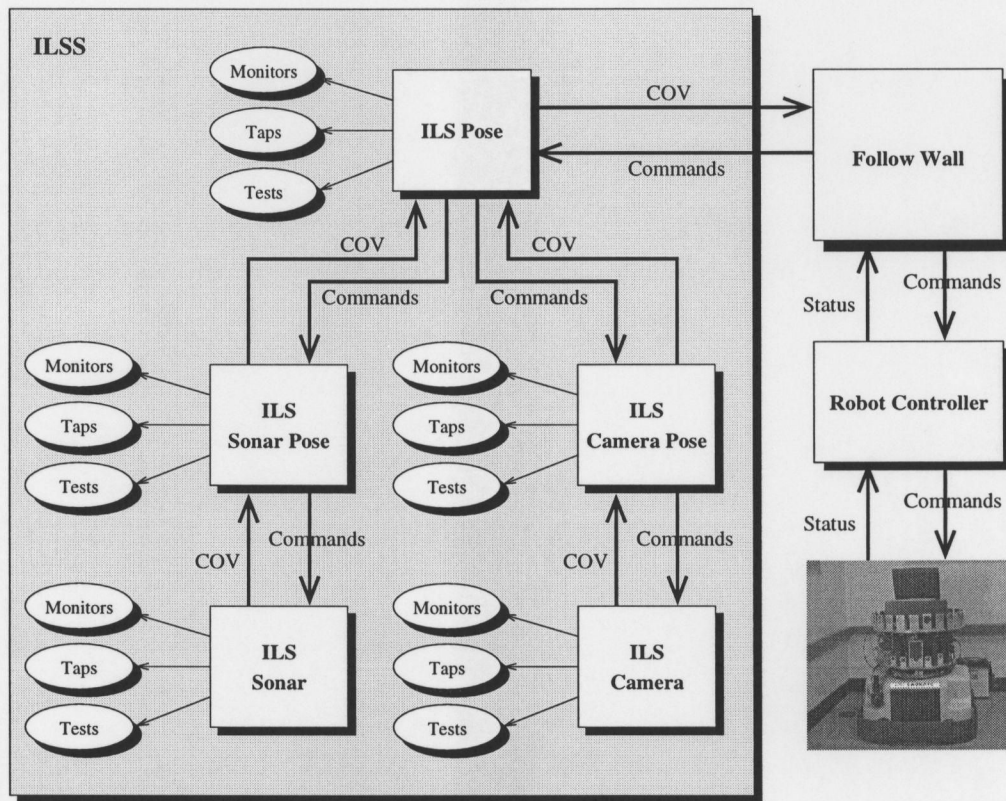 ILSS
Monitors
Taps
Tests
ILS Pose
COV
Commands
Follow Wall
COV
Commands
COV
Commands
Status
Commands
Monitors
Taps
Tests
ILS
Sonar Pose
Monitors
Taps
Tests
ILS
Camera Pose
Robot Controller
COV
Commands
COV
Commands
Status
Commands
Monitors
Taps
Tests
ILS
Sonar
Monitors
Taps
Tests
ILS
Camera